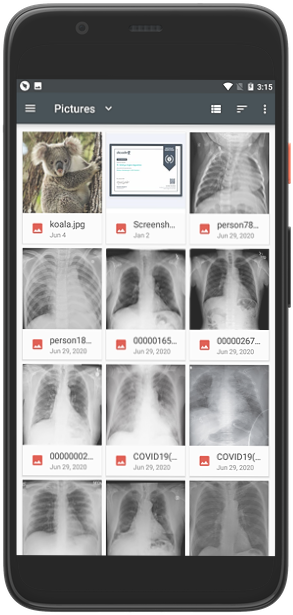 3:15
Pictures
koala.jpg
Jun 4
Screensh...
Jan 2
person78...
Jun 29, 2020
person18...
Jun 29, 2020
00000165...
Jun 29, 2020
00000267...
Jun 29, 2020
00000002...
Jun 29, 2020
COVID19(...
Jun 29, 2020
COVID19(...
Jun 29, 2020